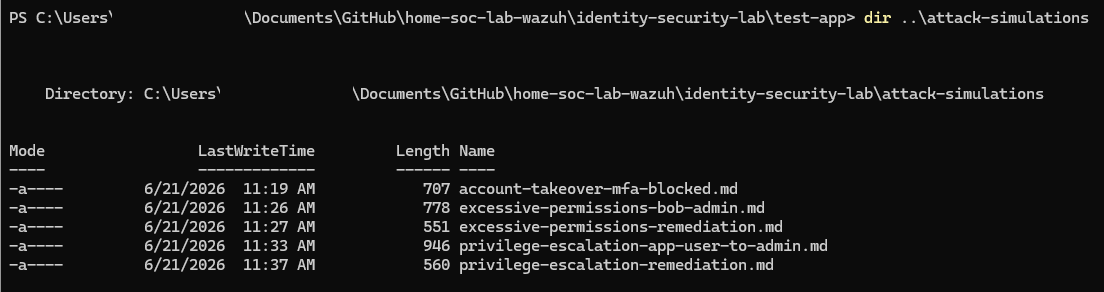 PS C:\Users\ \Documents\GitHub\home-soc-lab-wazuh\identity-security-lab\test-app> dir ..\attack-simulations
Directory: C:\Users\ \Documents\GitHub\home-soc-lab-wazuh\identity-security-lab\attack-simulations
Mode                LastWriteTime         Length Name
----                -------------         ------ ----
-a----        6/21/2026  11:19 AM            707 account-takeover-mfa-blocked.md
-a----        6/21/2026  11:26 AM            778 excessive-permissions-bob-admin.md
-a----        6/21/2026  11:27 AM            551 excessive-permissions-remediation.md
-a----        6/21/2026  11:33 AM            946 privilege-escalation-app-user-to-admin.md
-a----        6/21/2026  11:37 AM            560 privilege-escalation-remediation.md